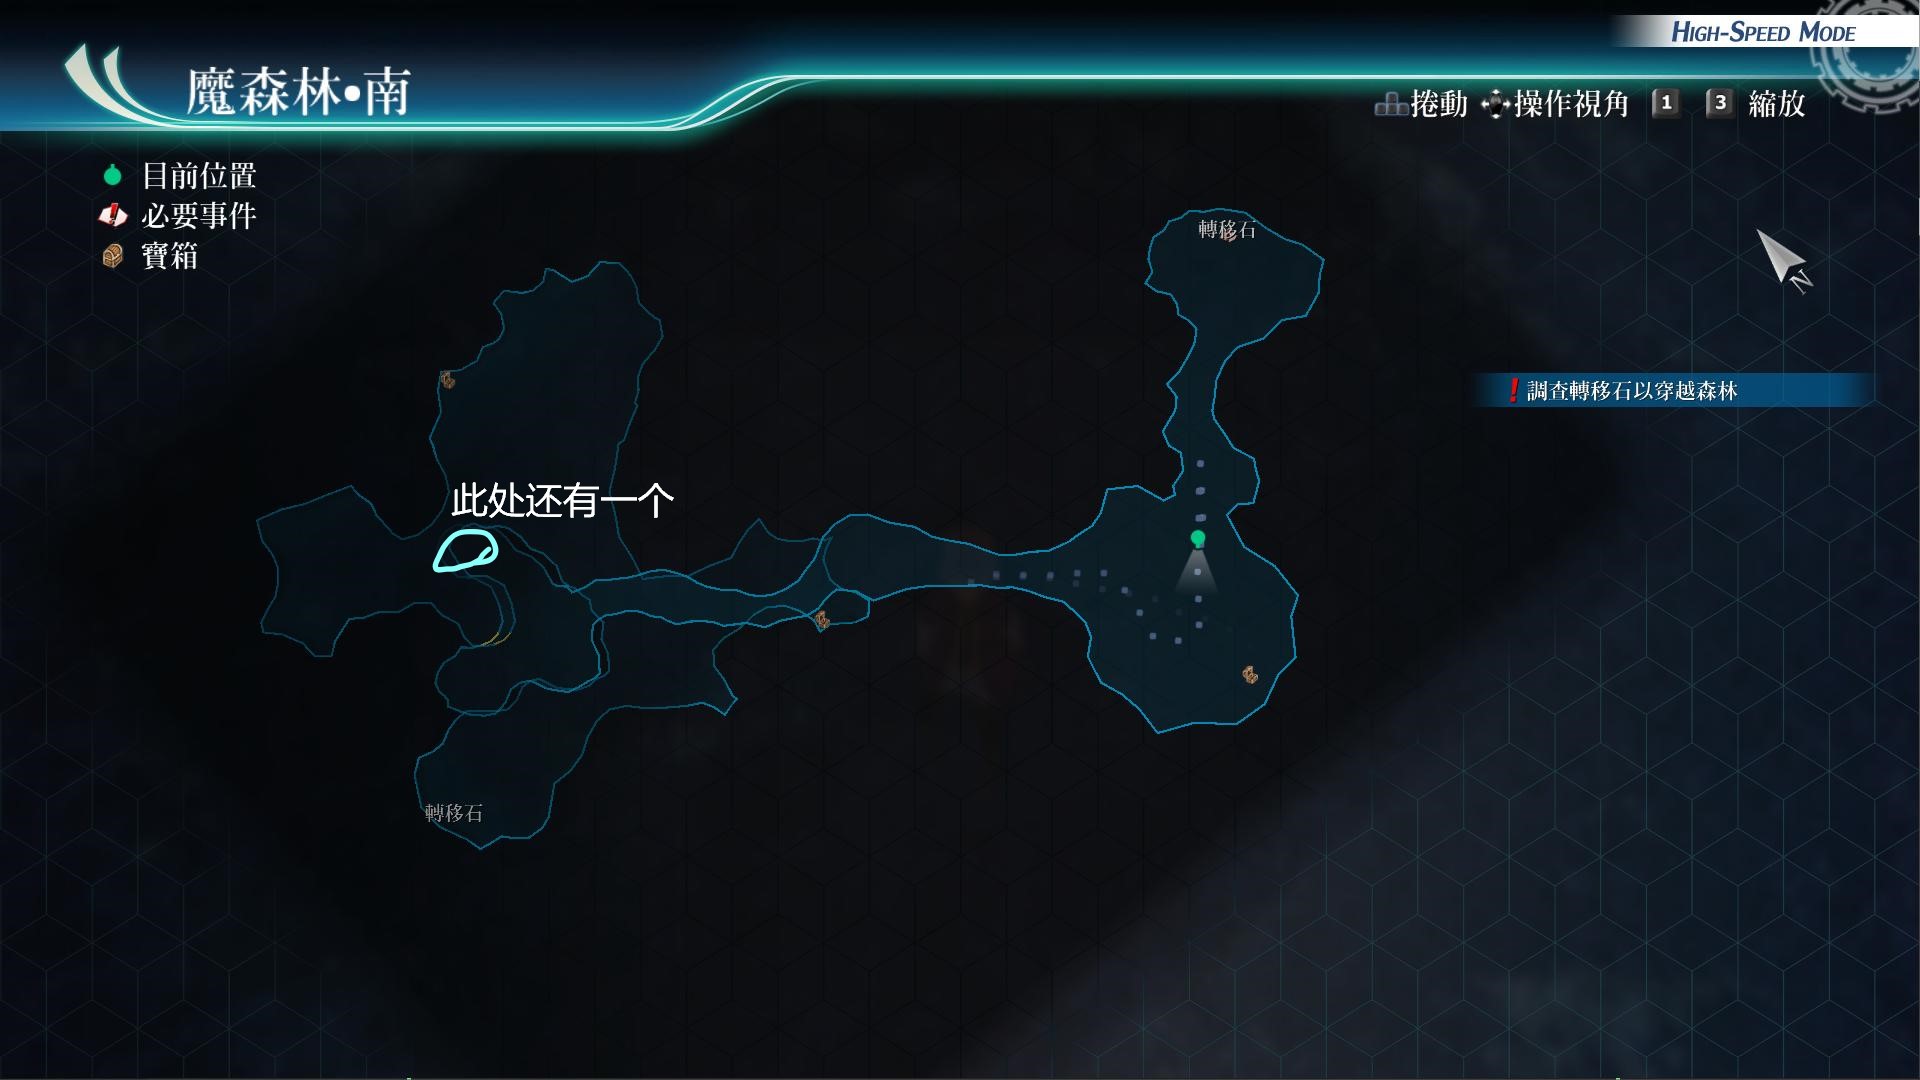 HIGH-SPEED MODE
魔森林•南
捲動 操作視角 1 3 縮放
目前位置
必要事件
寶箱
轉移石
N
!調查轉移石以穿越森林
此处还有一个
轉移石